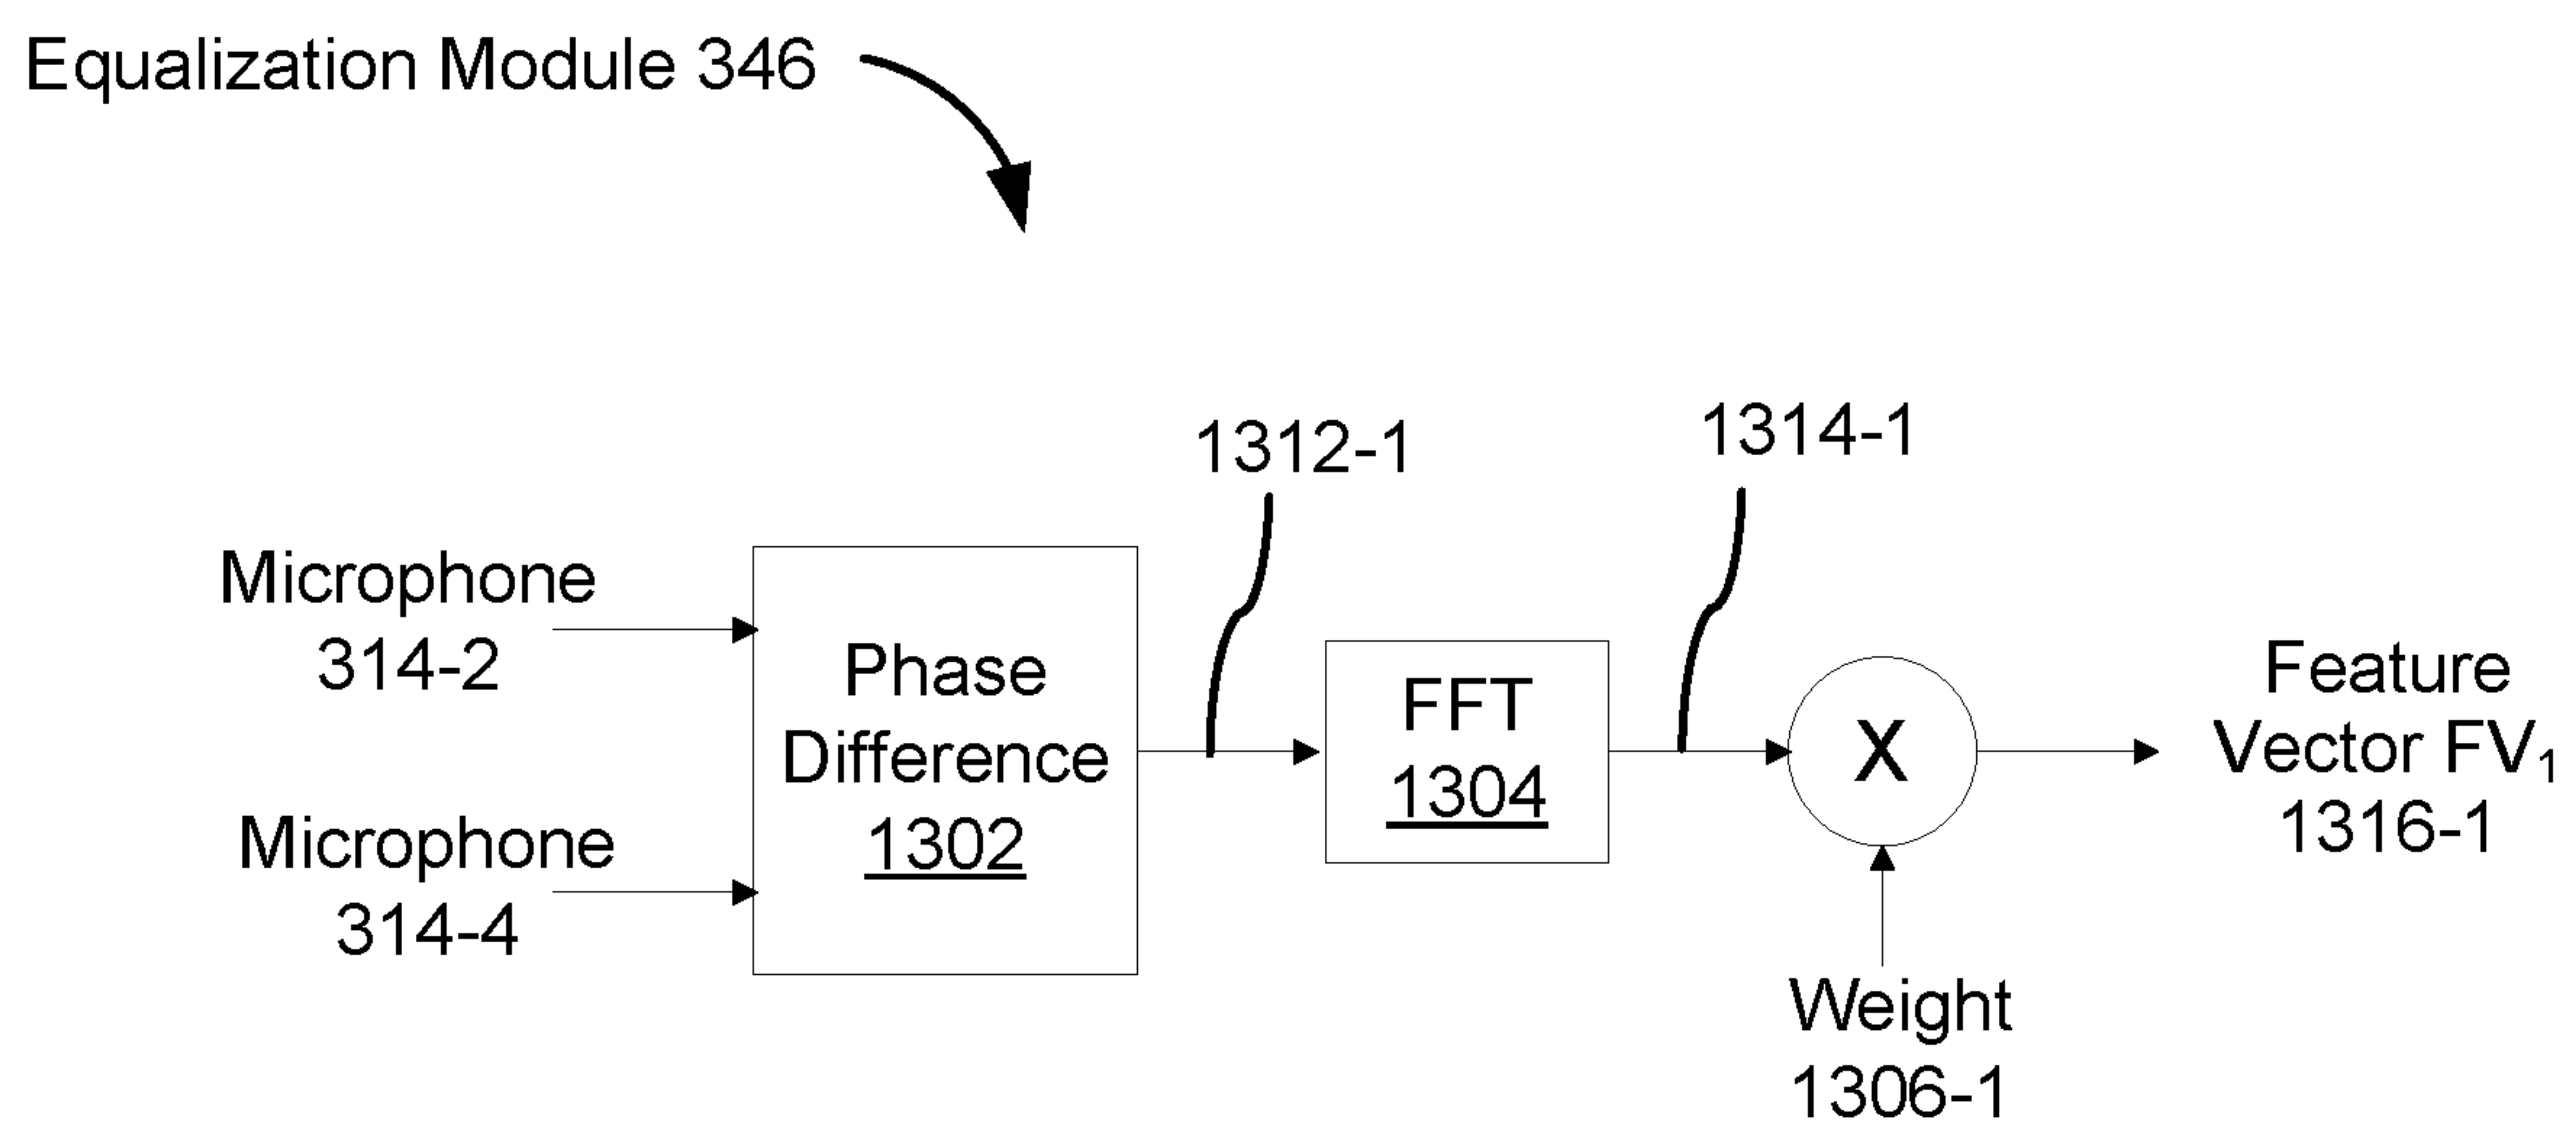 Equalization Module 346
1312-1
1314-1
Microphone
314-2
Microphone
314-4
Phase
Difference
1302
FFT
1304
X
Weight
1306-1
Feature
Vector FV₁
1316-1